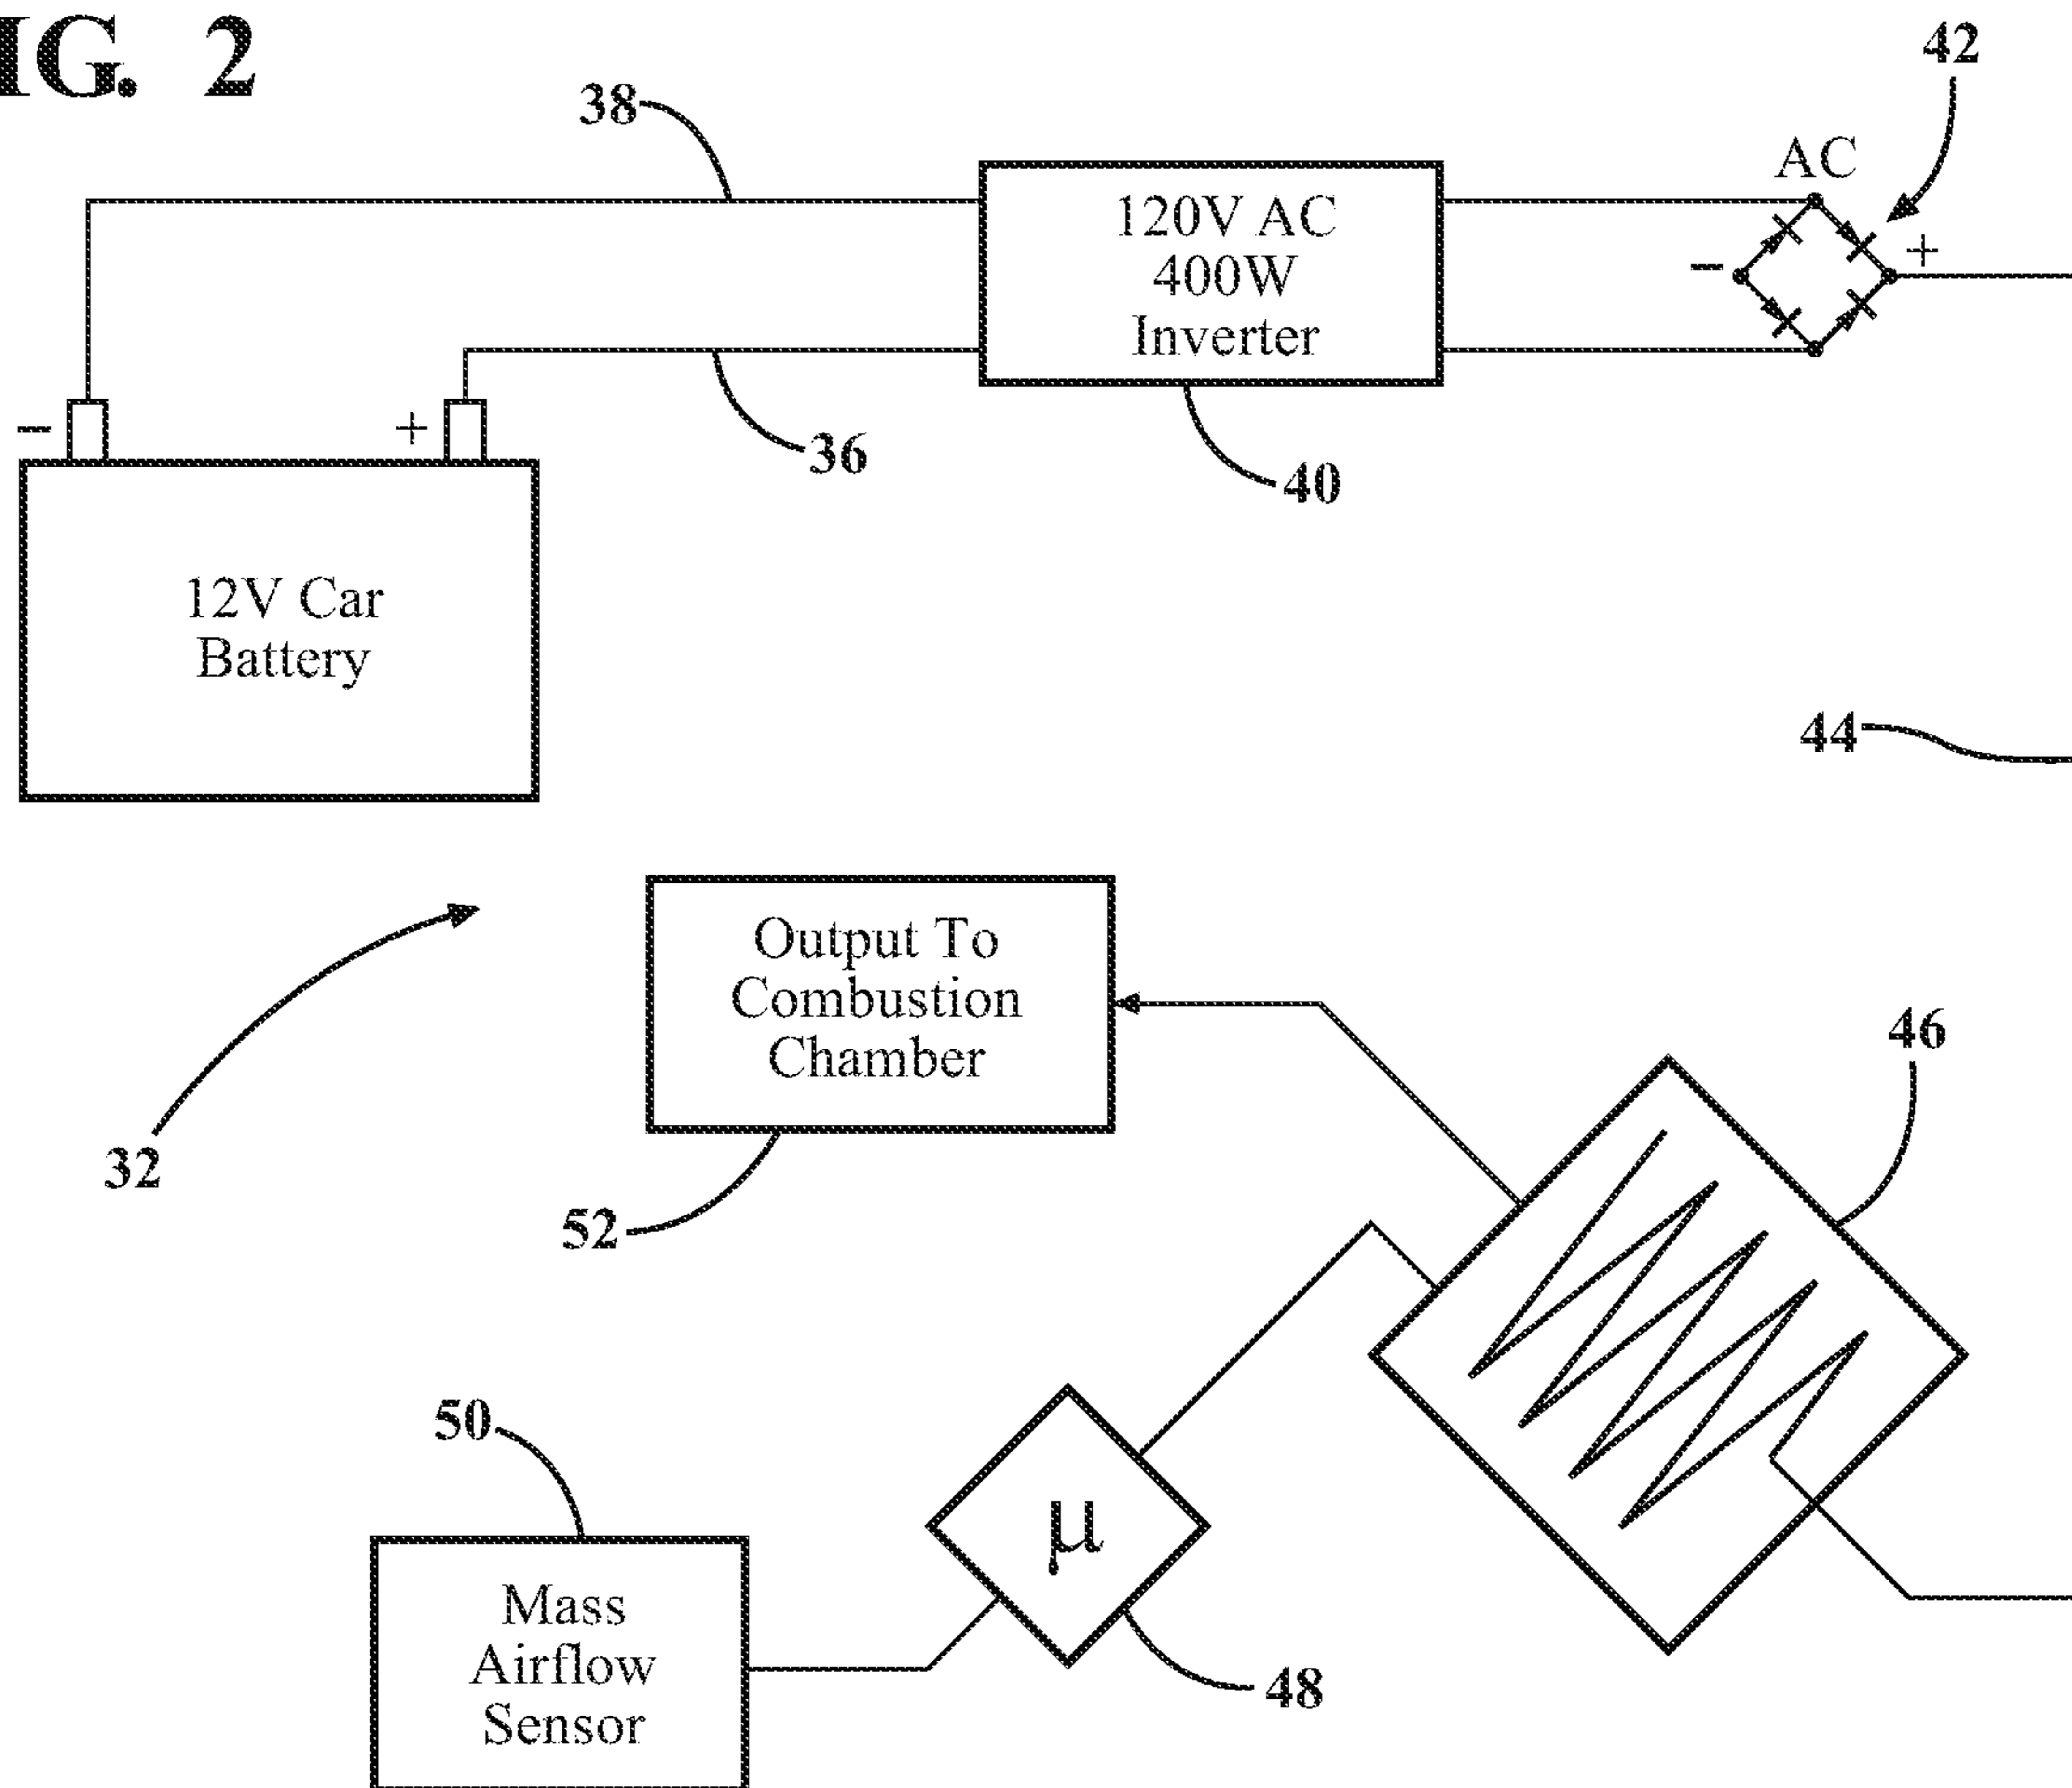 IG. 2
38
42
AC
120V AC
400W
Inverter
−
+
−
+
36
40
12V Car
Battery
44
Output To
Combustion
Chamber
46
32
52
50
µ
Mass
Airflow
Sensor
48